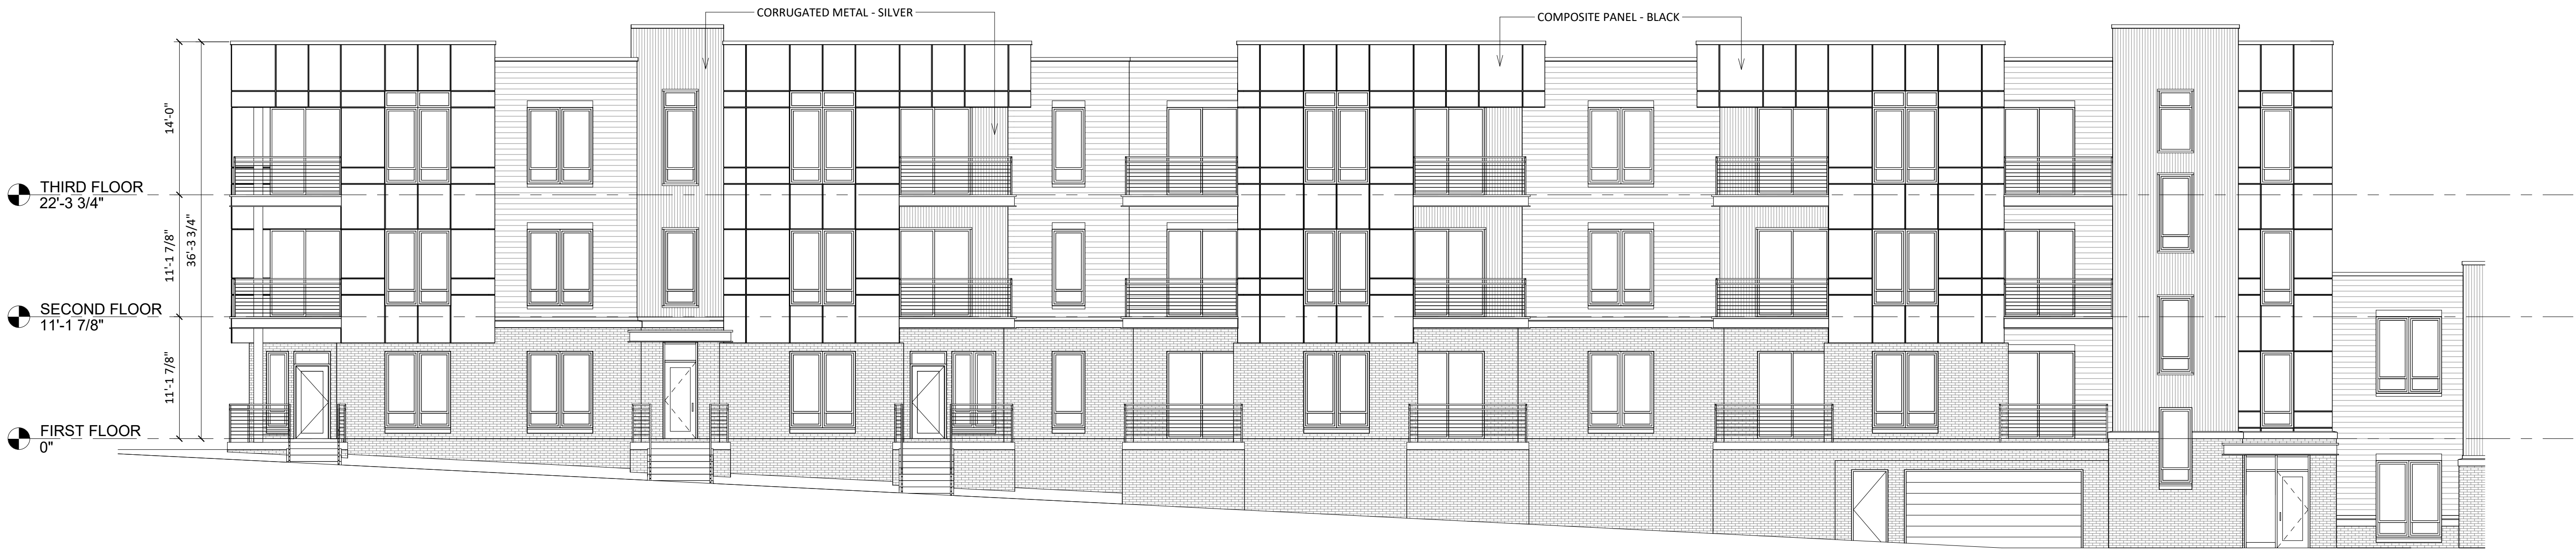 CORRUGATED METAL - SILVER
COMPOSITE PANEL - BLACK
14'-0"
THIRD FLOOR
22'-3 3/4"
11'-1 7/8"
36'-3 3/4"
SECOND FLOOR
11'-1 7/8"
11'-1 7/8"
FIRST FLOOR
0"